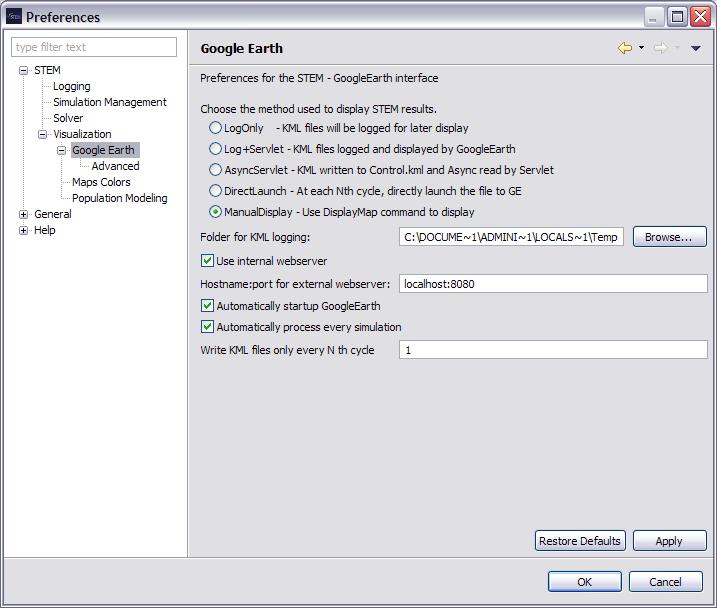 Preferences
type filter text
STEM
Logging
Simulation Management
Solver
Visualization
Google Earth
Advanced
Maps Colors
Population Modeling
General
Help
Google Earth
Preferences for the STEM - GoogleEarth interface
Choose the method used to display STEM results.
LogOnly - KML files will be logged for later display
Log+Servlet - KML files logged and displayed by GoogleEarth
AsyncServlet - KML written to Control.kml and Async read by Servlet
DirectLaunch - At each Nth cycle, directly launch the file to GE
ManualDisplay - Use DisplayMap command to display
Folder for KML logging: C:\DOCUME~1\ADMINI~1\LOCALS~1\Temp Browse...
Use internal webserver
Hostname:port for external webserver: localhost:8080
Automatically startup GoogleEarth
Automatically process every simulation
Write KML files only every N th cycle 1
Restore Defaults Apply
OK Cancel